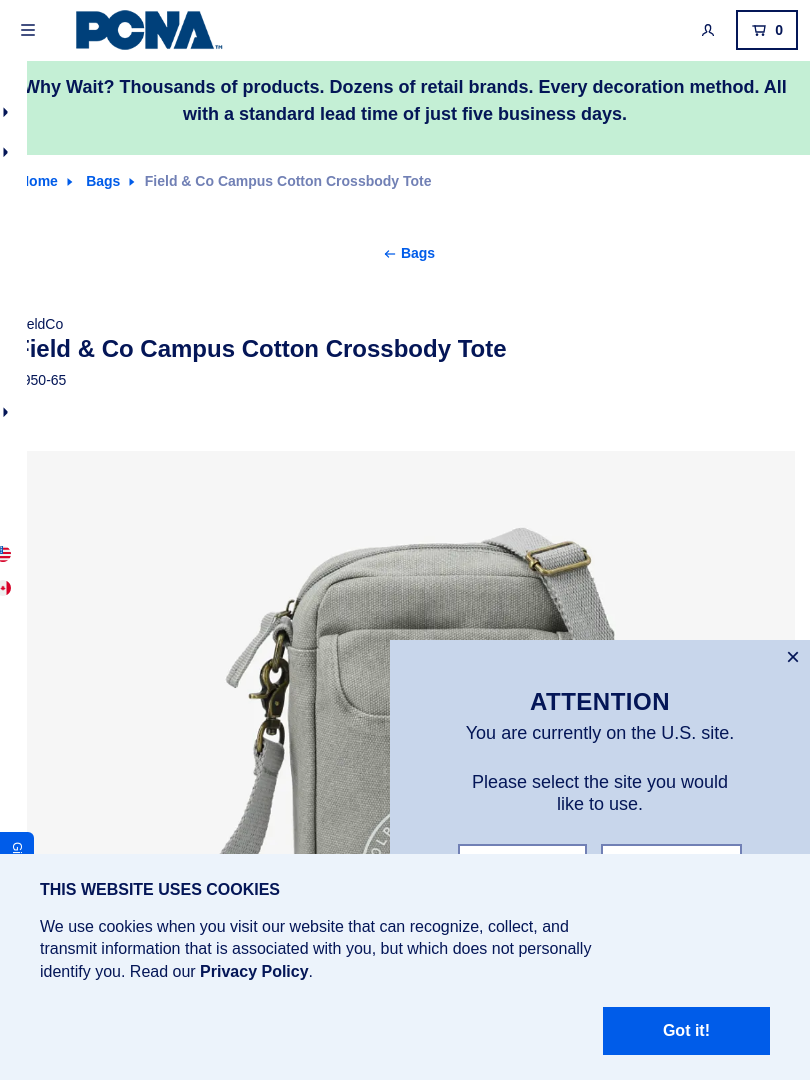 PCNA
0
Why Wait? Thousands of products. Dozens of retail brands. Every decoration method. All
with a standard lead time of just five business days.
Bags
Field & Co Campus Cotton Crossbody Tote
Bags
Field & Co Campus Cotton Crossbody Tote
ATTENTION
You are currently on the U.S. site.
Please select the site you would
like to use.
THIS WEBSITE USES COOKIES
We use cookies when you visit our website that can recognize, collect, and
transmit information that is associated with you, but which does not personally
identify you. Read our Privacy Policy.
Got it!